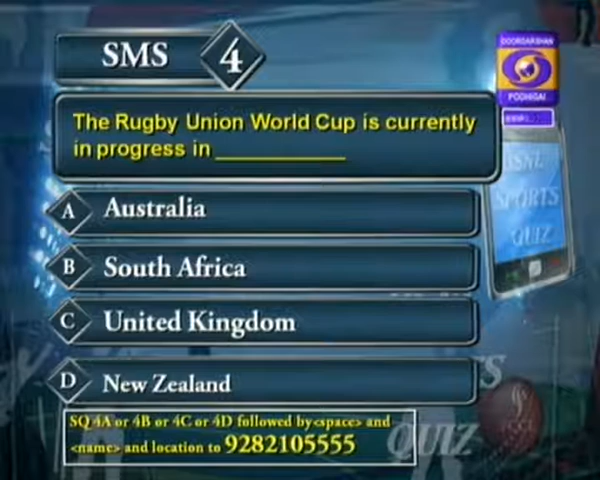 SMS 4
DOORDARSHAN
PODHIGAI
The Rugby Union World Cup is currently
in progress in __________
A Australia
B South Africa
C United Kingdom
D New Zealand
BSNL
SPORTS
QUIZ
SQ 4A or 4B or 4C or 4D followed by<space> and
<name> and location to 9282105555
QUIZ